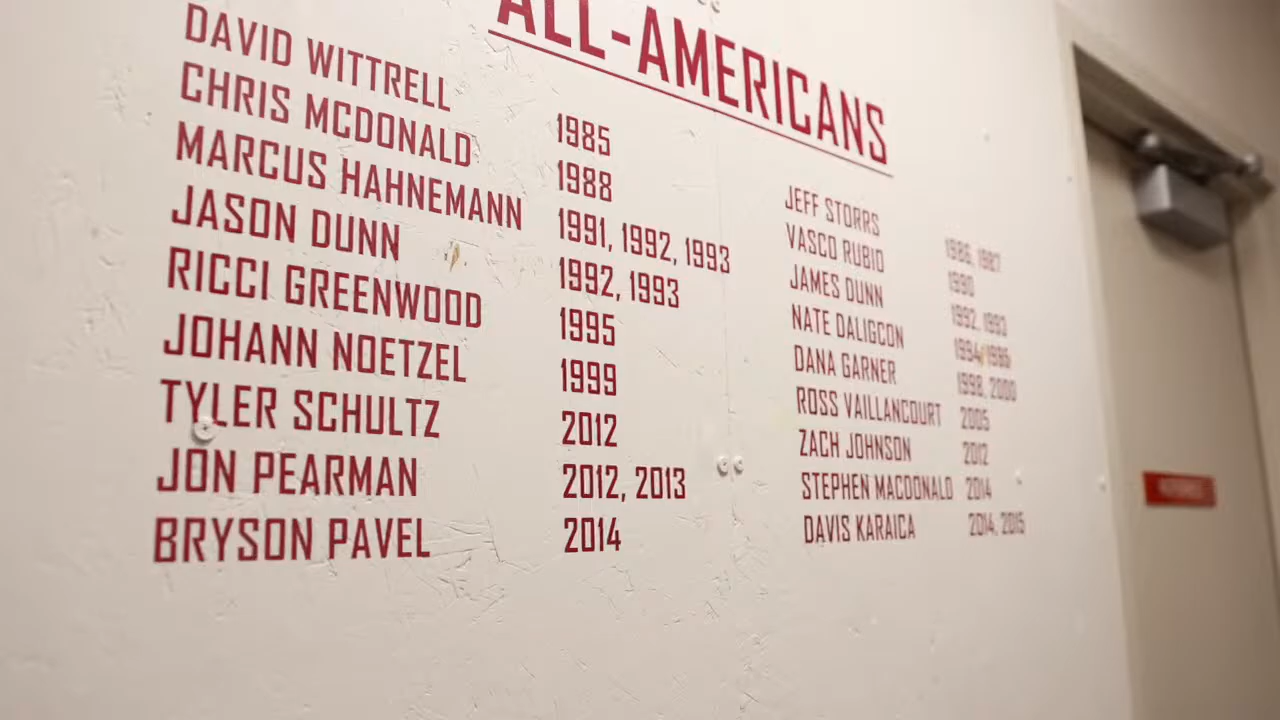 ALL-AMERICANS
DAVID WITTRELL 1985
CHRIS MCDONALD 1988
MARCUS HAHNEMANN 1991, 1992, 1993
JASON DUNN 1992, 1993
RICCI GREENWOOD 1995
JOHANN NOETZEL 1999
TYLER SCHULTZ 2012
JON PEARMAN 2012, 2013
BRYSON PAVEL 2014
JEFF STORRS 1986, 1987
VASCO RUBIO 1990
JAMES DUNN 1992, 1993
NATE DALIGCON 1994, 1995
DANA GARNER 1998, 2000
ROSS VAILLANCOURT 2005
ZACH JOHNSON 2012
STEPHEN MACDONALD 2014
DAVIS KARAICA 2014, 2015